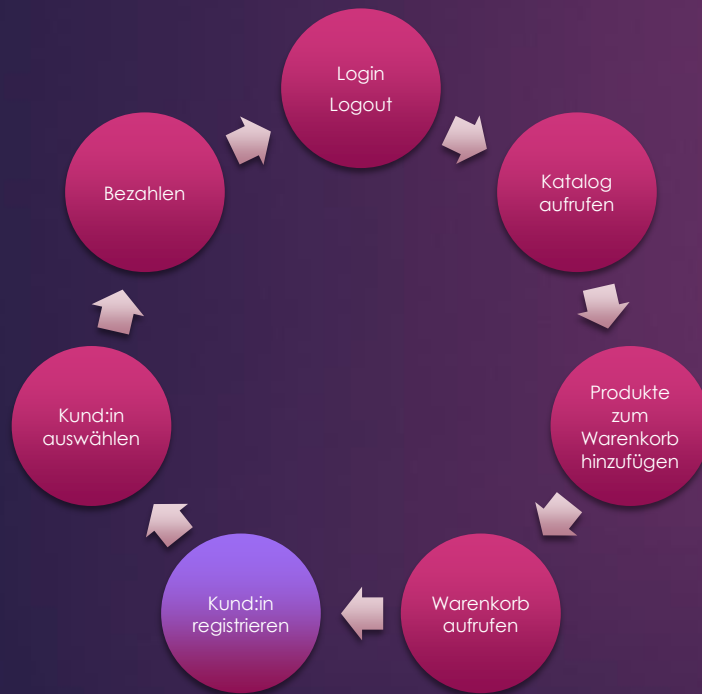 Login
Logout
Katalog
aufrufen
Produkte
zum
Warenkorb
hinzufügen
Warenkorb
aufrufen
Kund:in
registrieren
Kund:in
auswählen
Bezahlen